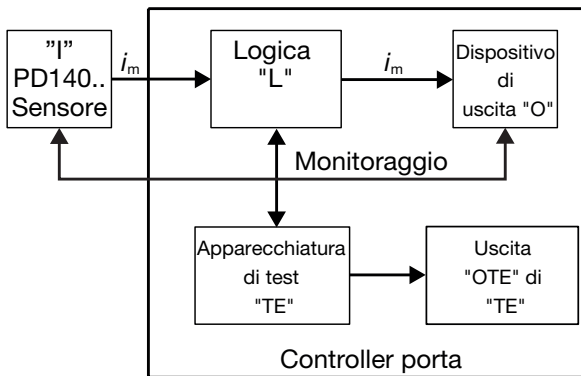 "I"
PD140..
Sensore
im
Logica
"L"
im
Dispositivo
di
uscita "O"
Monitoraggio
Apparecchiatura
di test
"TE"
Uscita
"OTE" di
"TE"
Controller porta